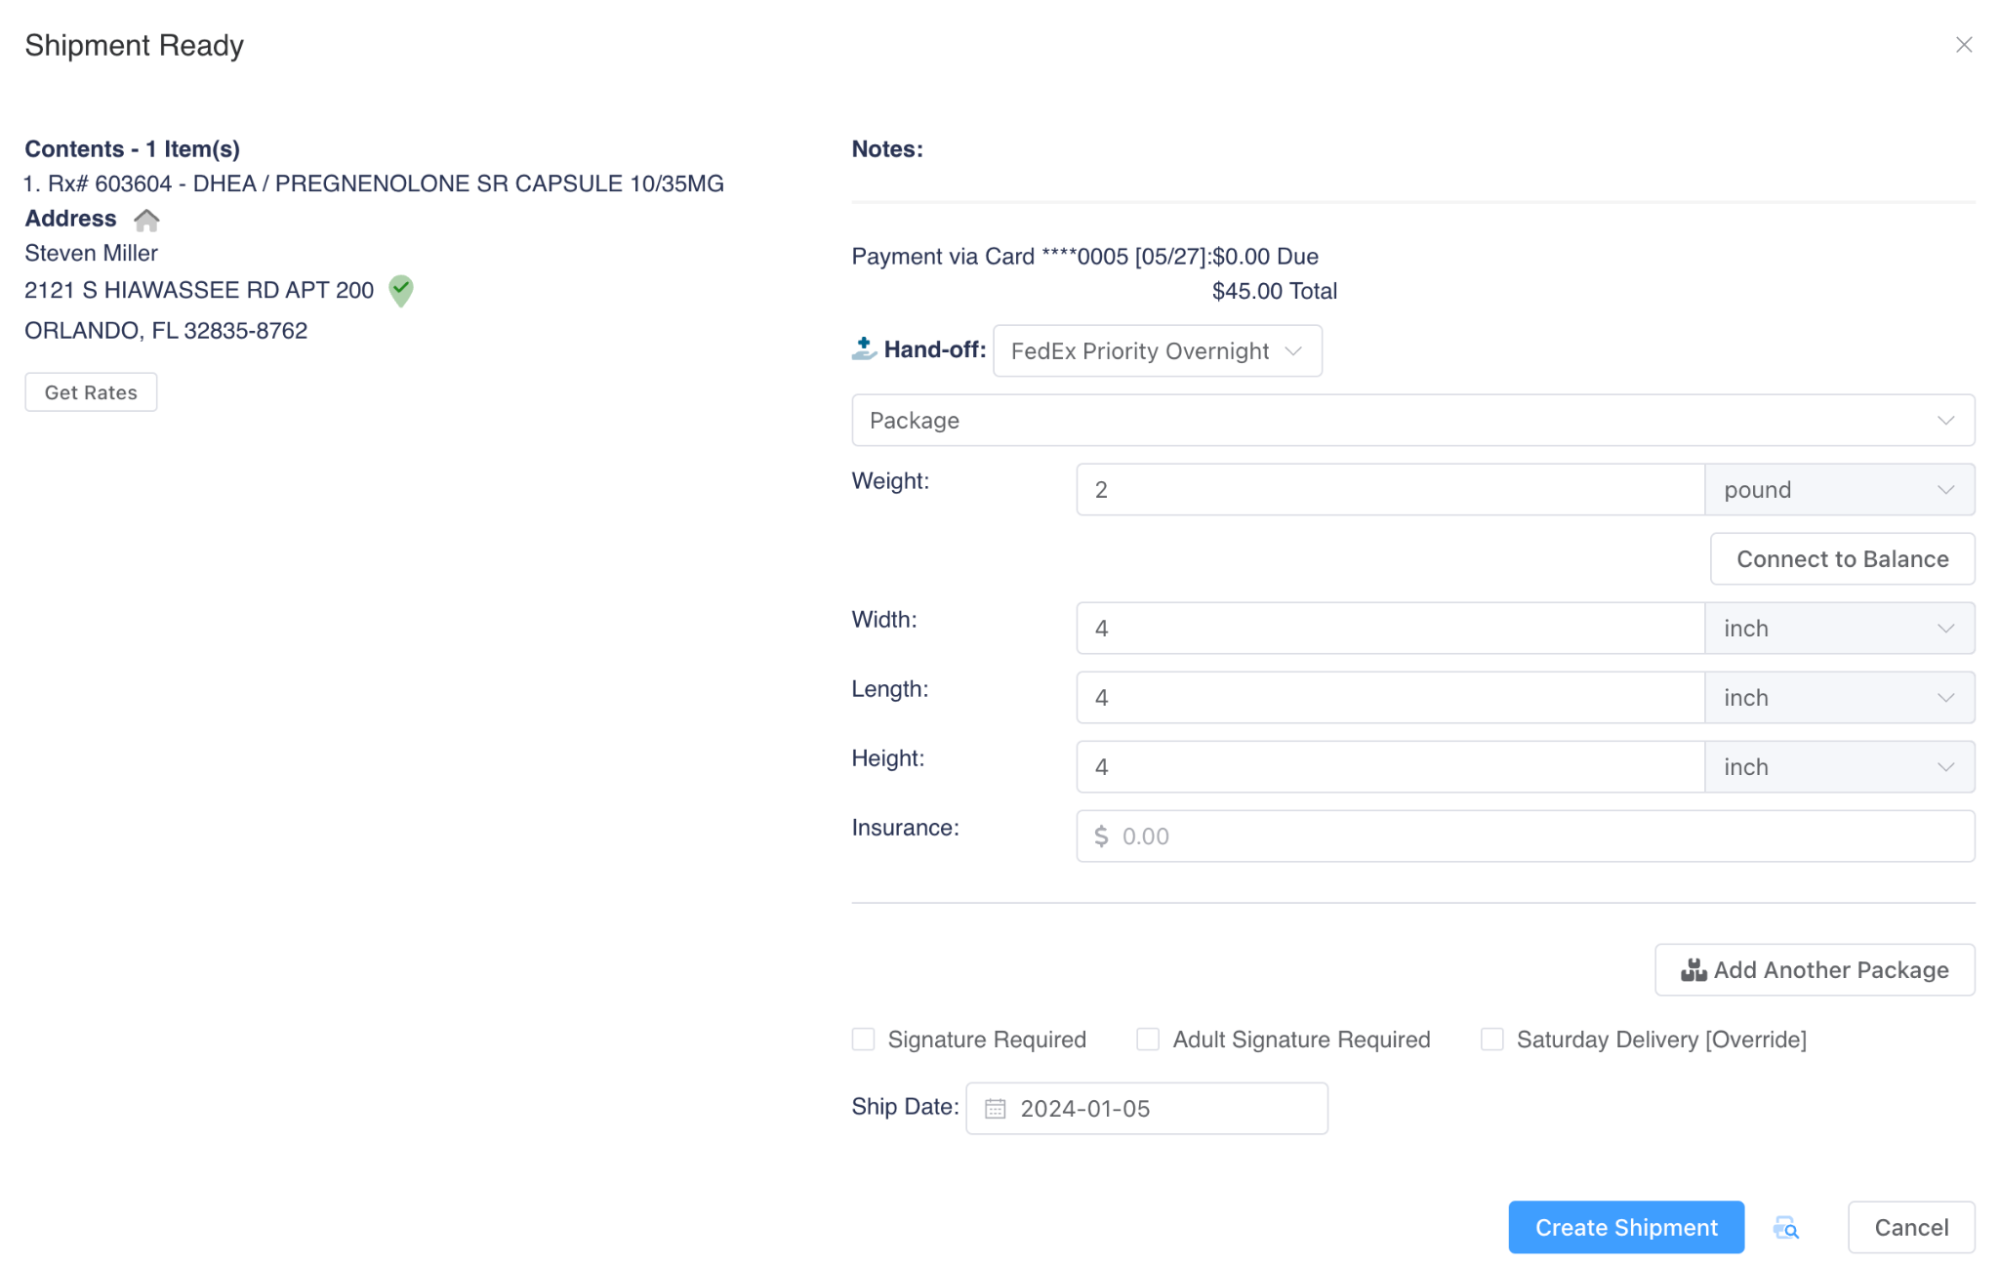 Shipment Ready
Contents - 1 Item(s)
1. Rx# 603604 - DHEA / PREGNENOLONE SR CAPSULE 10/35MG
Address
Steven Miller
2121 S HIAWASSEE RD APT 200
ORLANDO, FL 32835-8762
Get Rates
Notes:
Payment via Card ****0005 [05/27]:$0.00 Due
$45.00 Total
Hand-off: FedEx Priority Overnight
Package
Weight: 2 pound
Connect to Balance
Width: 4 inch
Length: 4 inch
Height: 4 inch
Insurance: $ 0.00
Add Another Package
Signature Required Adult Signature Required Saturday Delivery [Override]
Ship Date: 2024-01-05
Create Shipment Cancel